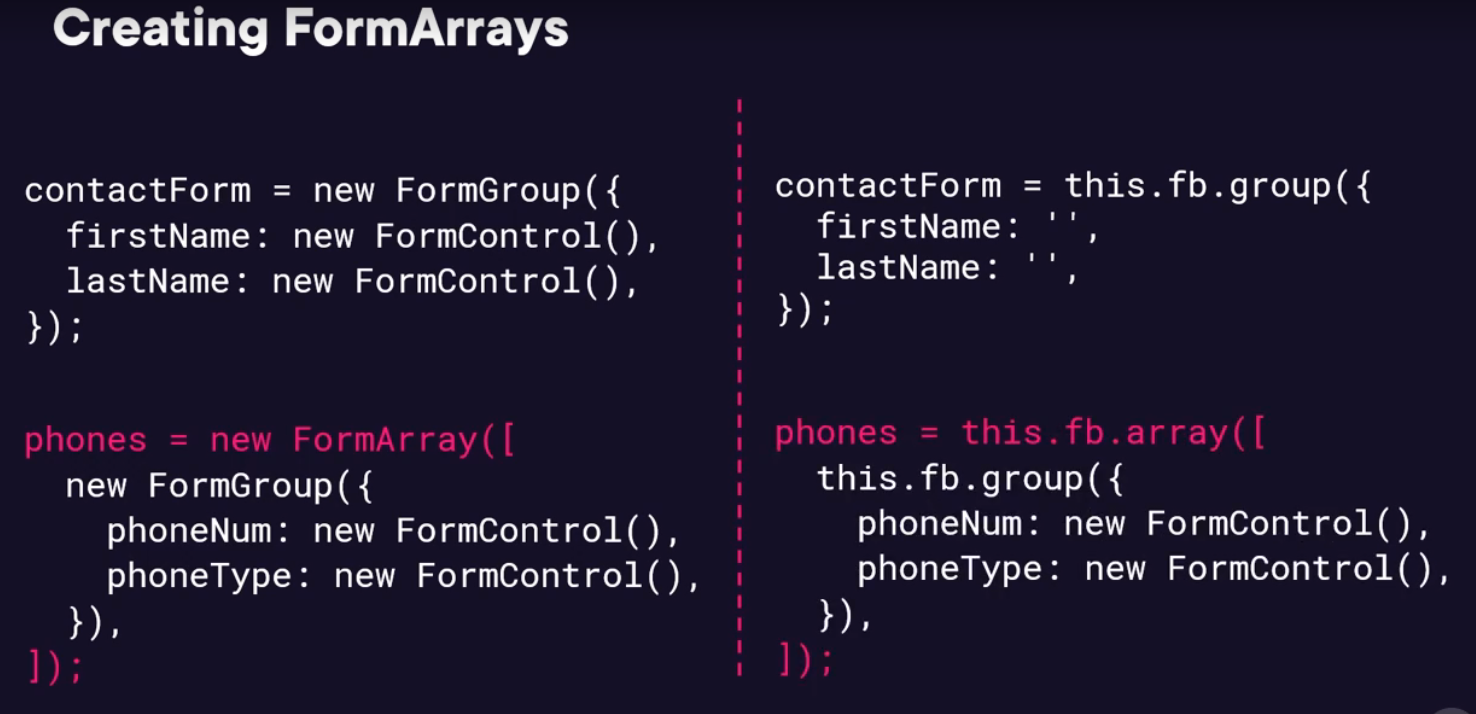 Creating FormArrays
contactForm = new FormGroup({
  firstName: new FormControl(),
  lastName: new FormControl(),
});
phones = new FormArray([
  new FormGroup({
    phoneNum: new FormControl(),
    phoneType: new FormControl(),
  }),
]);
contactForm = this.fb.group({
  firstName: '',
  lastName: '',
});
phones = this.fb.array([
  this.fb.group({
    phoneNum: new FormControl(),
    phoneType: new FormControl(),
  }),
]);